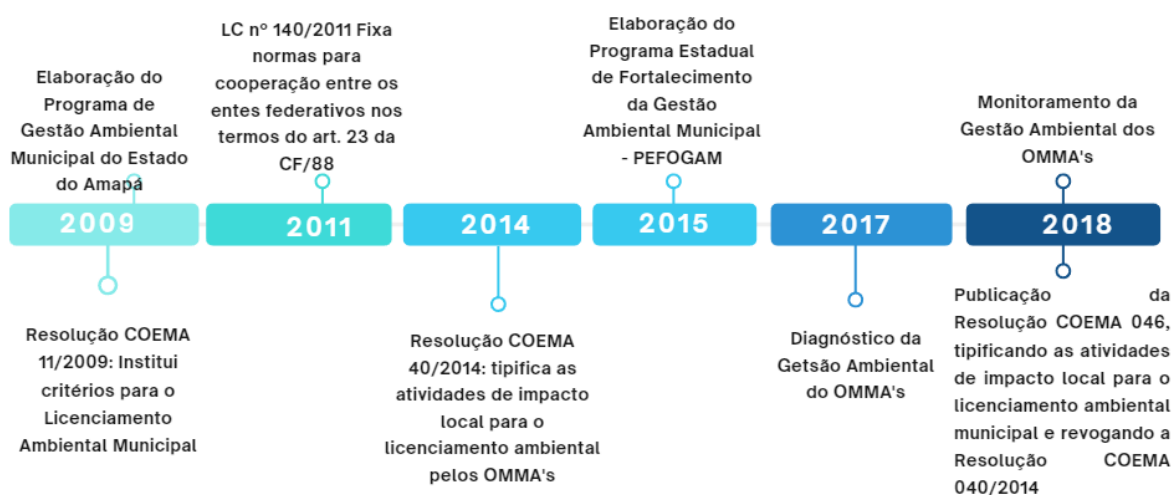 Elaboração do
Programa de
Gestão Ambiental
Municipal do Estado
do Amapá
LC nº 140/2011 Fixa
normas para
cooperação entre os
entes federativos nos
termos do art. 23 da
CF/88
Elaboração do
Programa Estadual
de Fortalecimento
da Gestão
Ambiental Municipal
- PEFOGAM
Monitoramento da
Gestão Ambiental dos
OMMA's
2009
2011
2014
2015
2017
2018
Resolução COEMA
11/2009: Institui
critérios para o
Licenciamento
Ambiental Municipal
Resolução COEMA
40/2014: tipifica as
atividades de impacto
local para o
licenciamento ambiental
pelos OMMA's
Diagnóstico da
Getsão Ambiental
do OMMA's
Publicação da
Resolução COEMA 046,
tipificando as atividades
de impacto local para o
licenciamento ambiental
municipal e revogando a
Resolução COEMA
040/2014